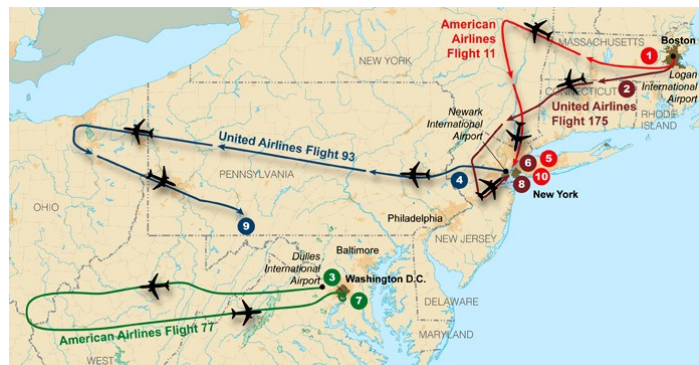 American
Airlines
Flight 11
Boston
MASSACHUSETTS
1
NEW YORK
Logan
International
Airport
2
CONNECTICUT
United Airlines
Flight 175
RHODE
ISLAND
Newark
International
Airport
United Airlines Flight 93
6
5
4
8
10
New York
PENNSYLVANIA
OHIO
9
Philadelphia
NEW JERSEY
Baltimore
Dulles
International
Airport
3
Washington D.C.
7
DELAWARE
American Airlines Flight 77
MARYLAND
WEST